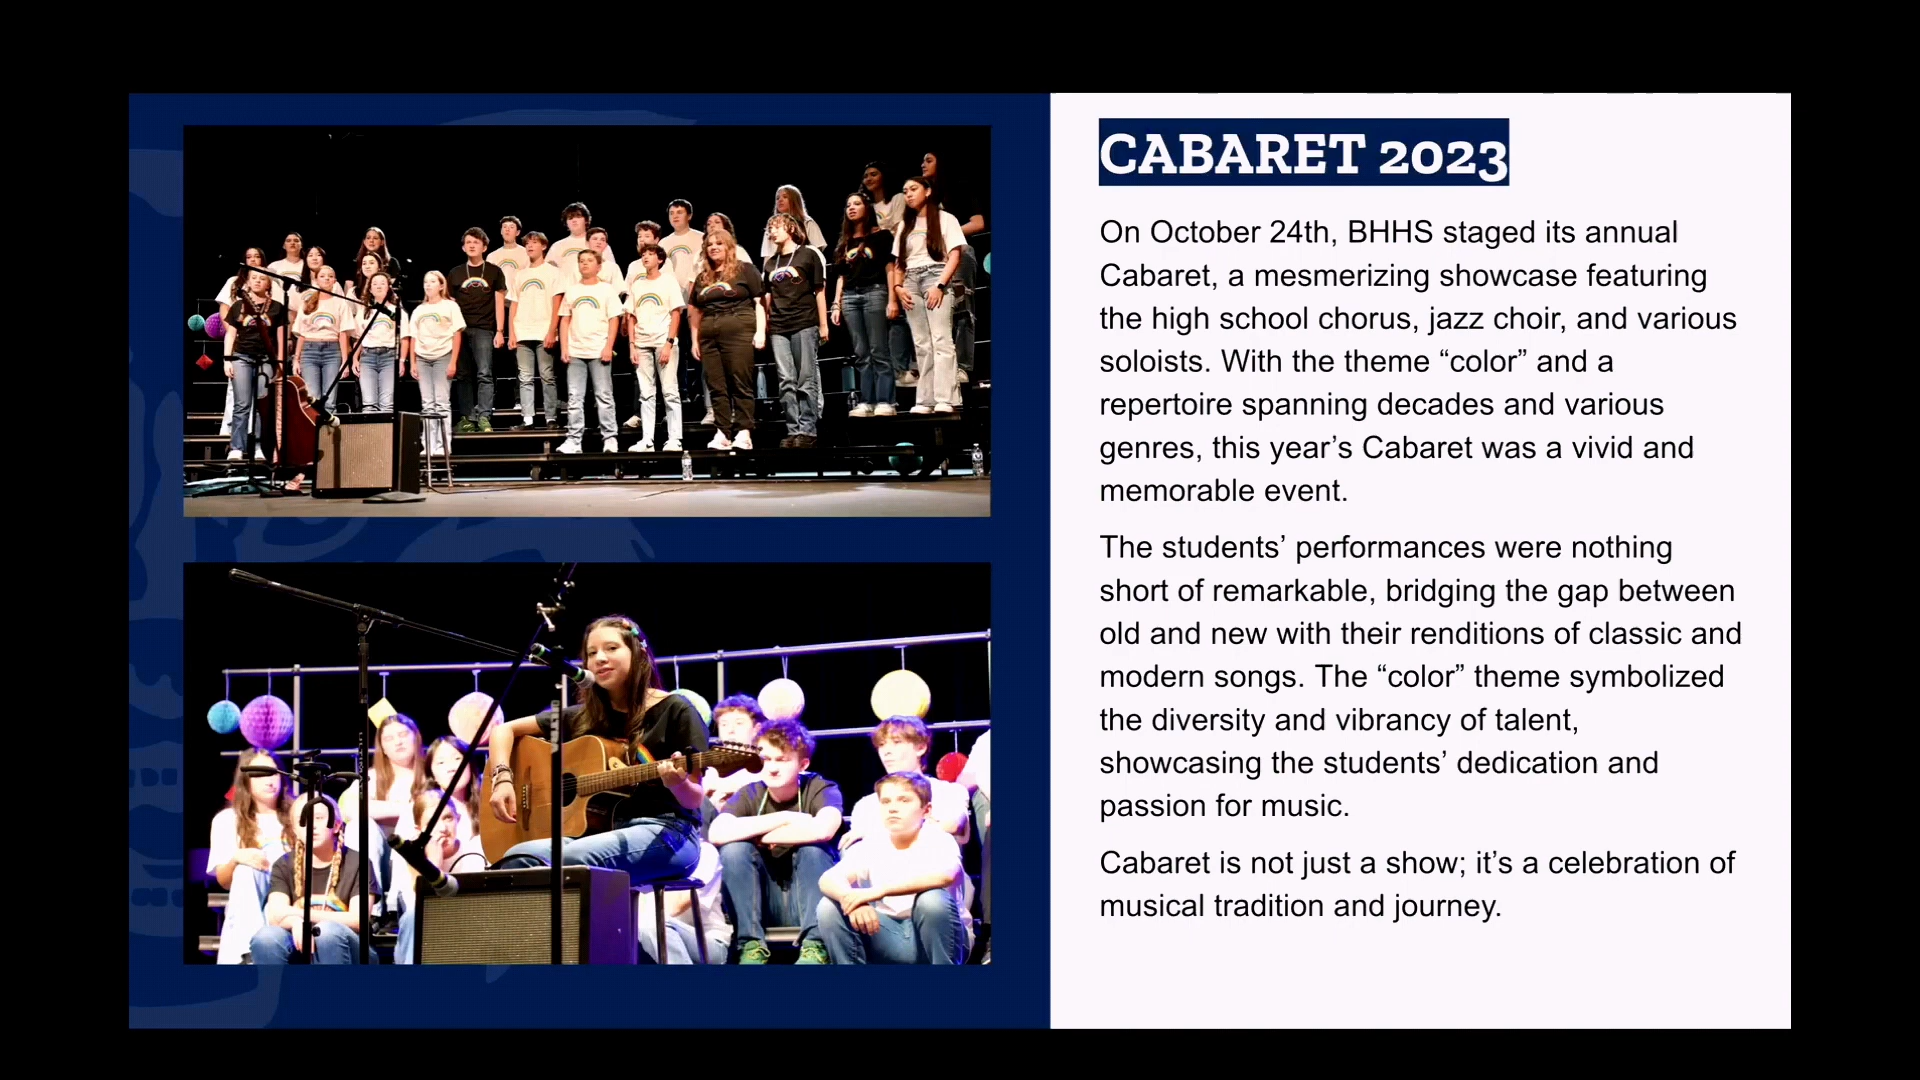 CABARET 2023
On October 24th, BHHS staged its annual
Cabaret, a mesmerizing showcase featuring
the high school chorus, jazz choir, and various
soloists. With the theme “color” and a
repertoire spanning decades and various
genres, this year’s Cabaret was a vivid and
memorable event.
The students’ performances were nothing
short of remarkable, bridging the gap between
old and new with their renditions of classic and
modern songs. The “color” theme symbolized
the diversity and vibrancy of talent,
showcasing the students’ dedication and
passion for music.
Cabaret is not just a show; it’s a celebration of
musical tradition and journey.